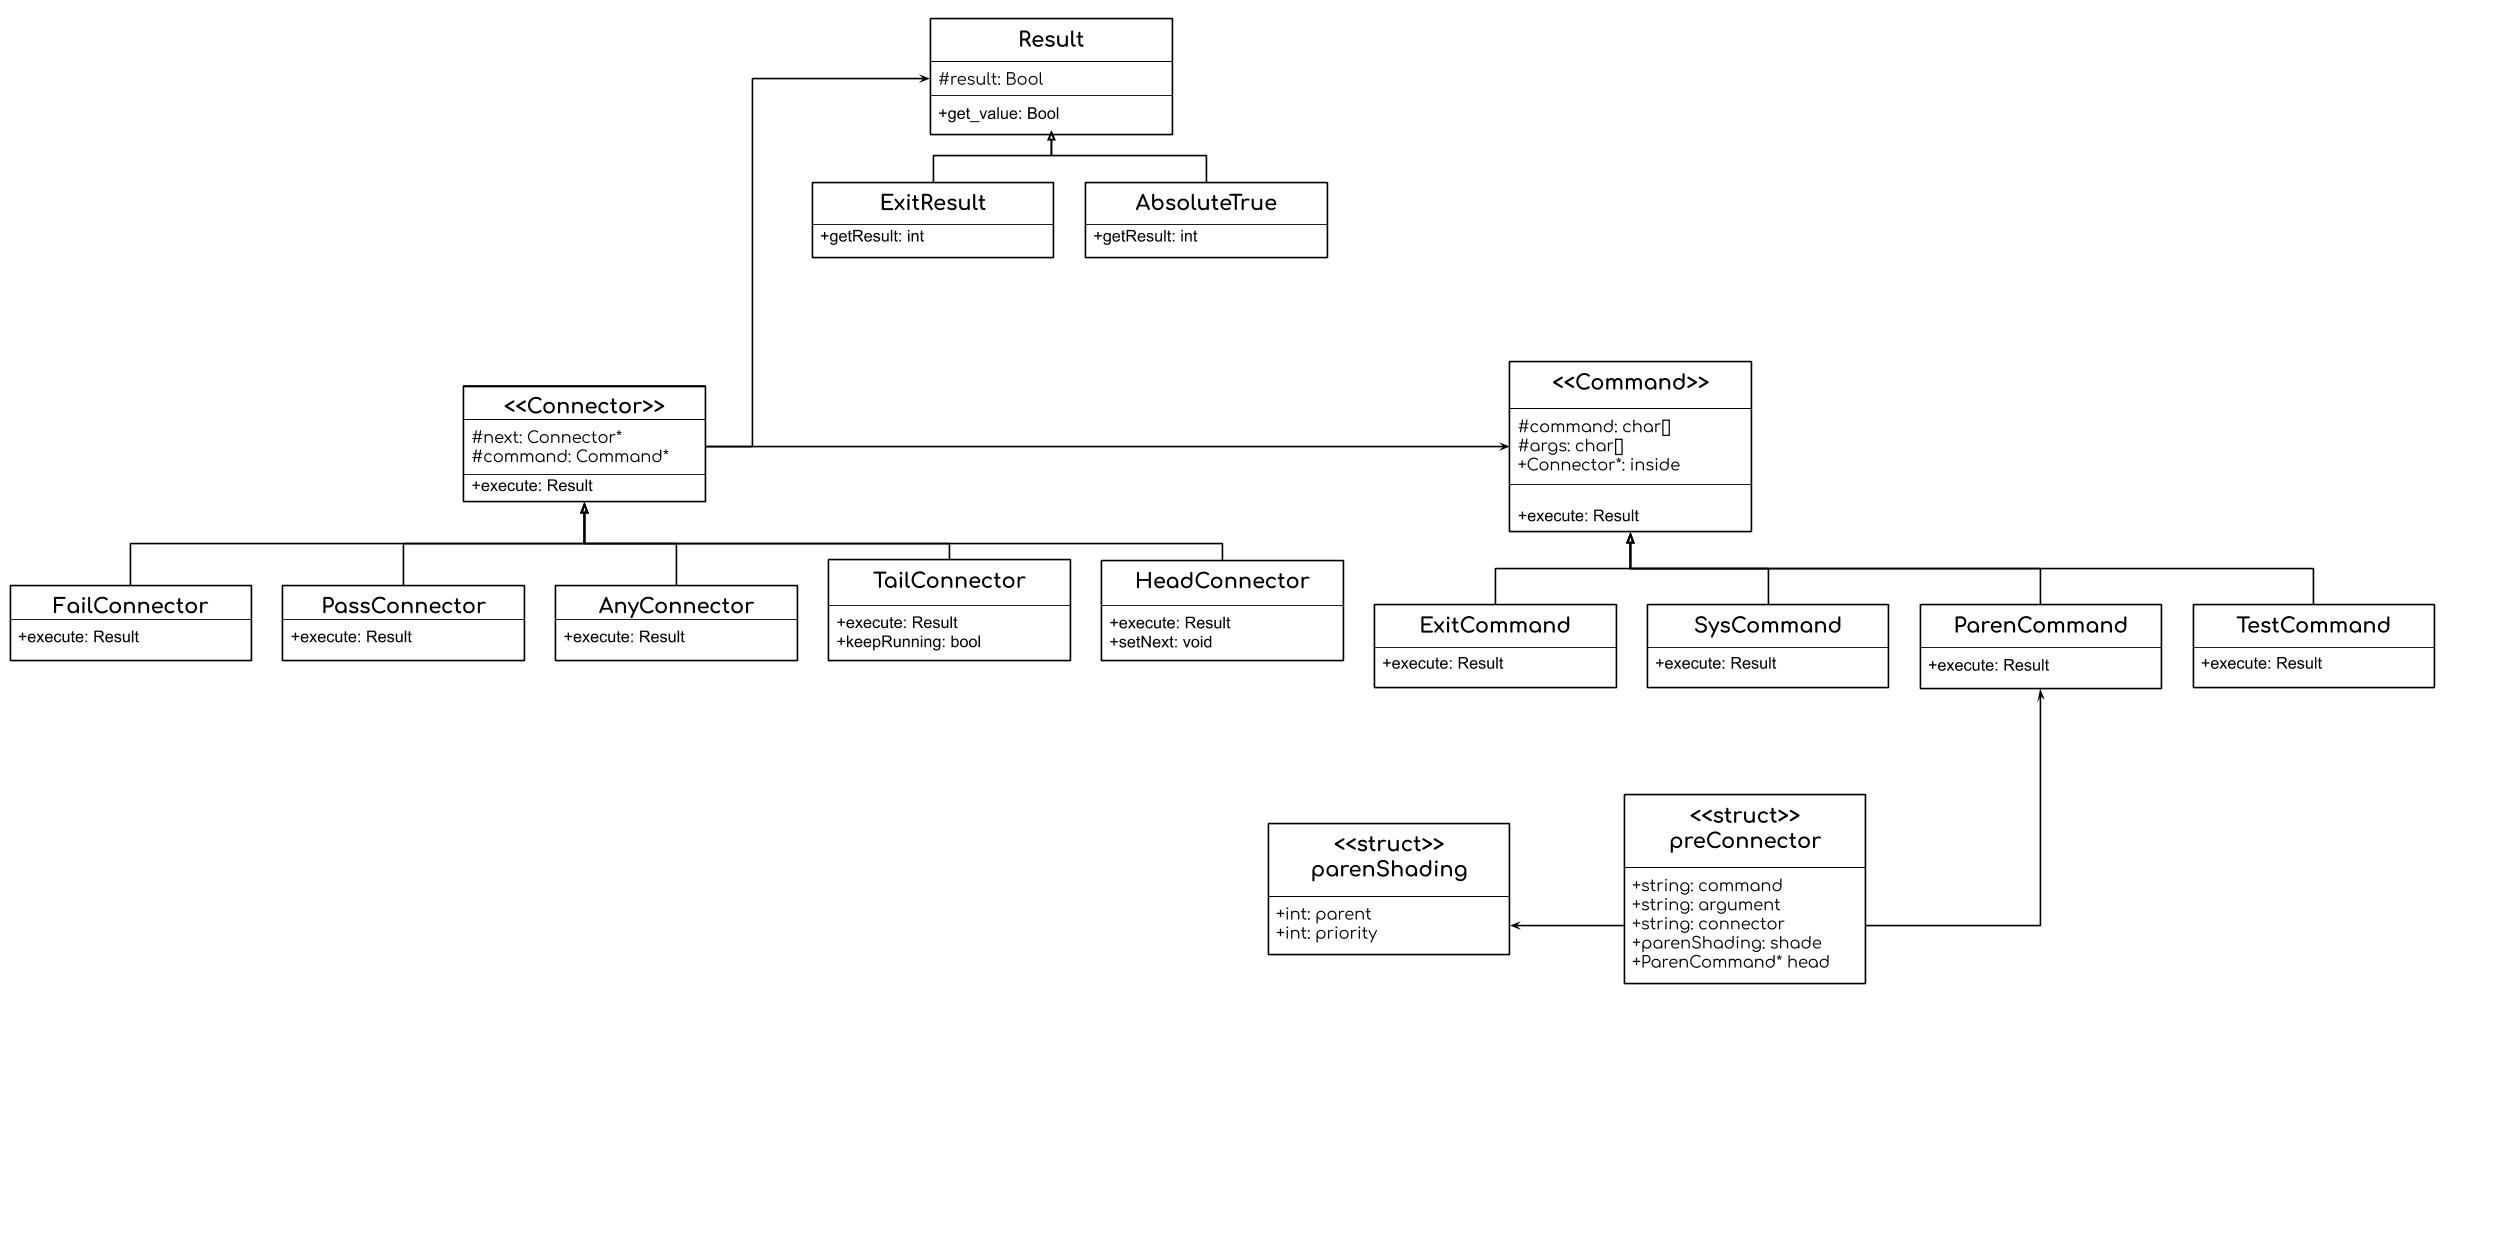 Result
#result: Bool
+get_value: Bool
ExitResult
+getResult: int
AbsoluteTrue
+getResult: int
<<Connector>>
#next: Connector*
#command: Command*
+execute: Result
<<Command>>
#command: char[]
#args: char[]
+Connector*: inside
+execute: Result
FailConnector
+execute: Result
PassConnector
+execute: Result
AnyConnector
+execute: Result
TailConnector
+execute: Result
+keepRunning: bool
HeadConnector
+execute: Result
+setNext: void
ExitCommand
+execute: Result
SysCommand
+execute: Result
ParenCommand
+execute: Result
TestCommand
+execute: Result
<<struct>>
parenShading
+int: parent
+int: priority
<<struct>>
preConnector
+string: command
+string: argument
+string: connector
+parenShading: shade
+ParenCommand* head